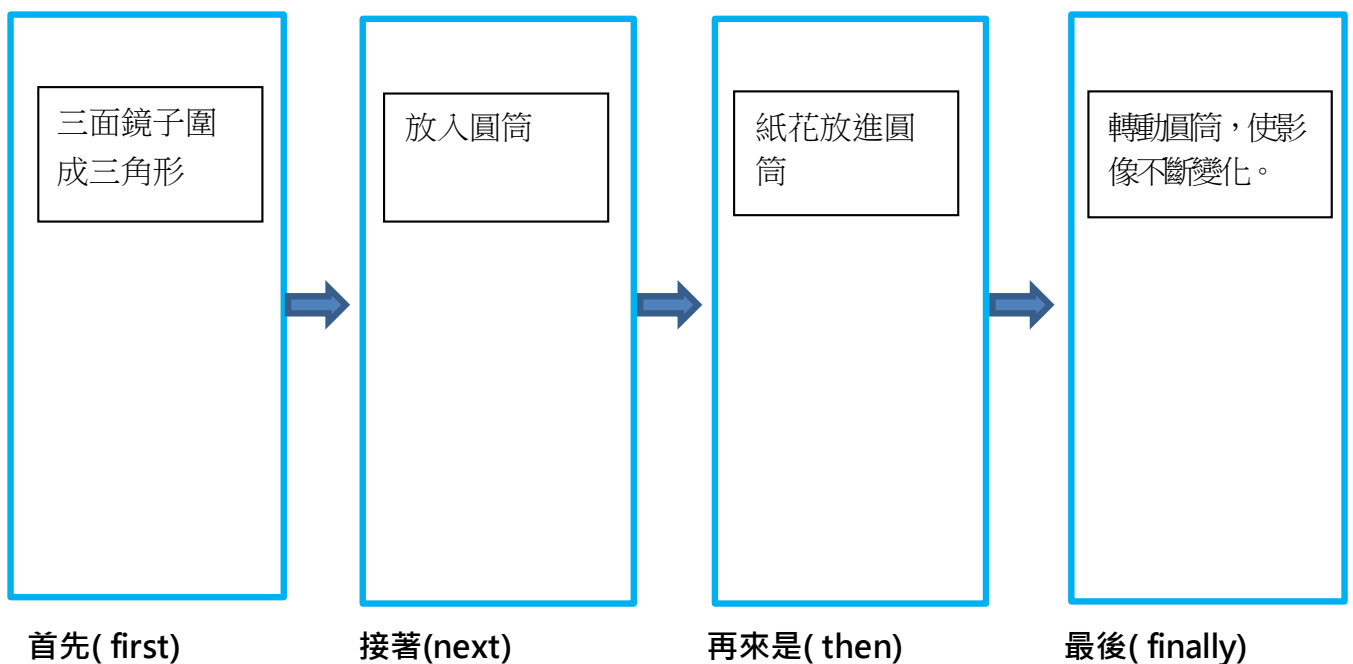 三面鏡子圍
成三角形
放入圓筒
紙花放進圓
筒
轉動圓筒，使影
像不斷變化。
首先( first)
接著(next)
再來是( then)
最後( finally)